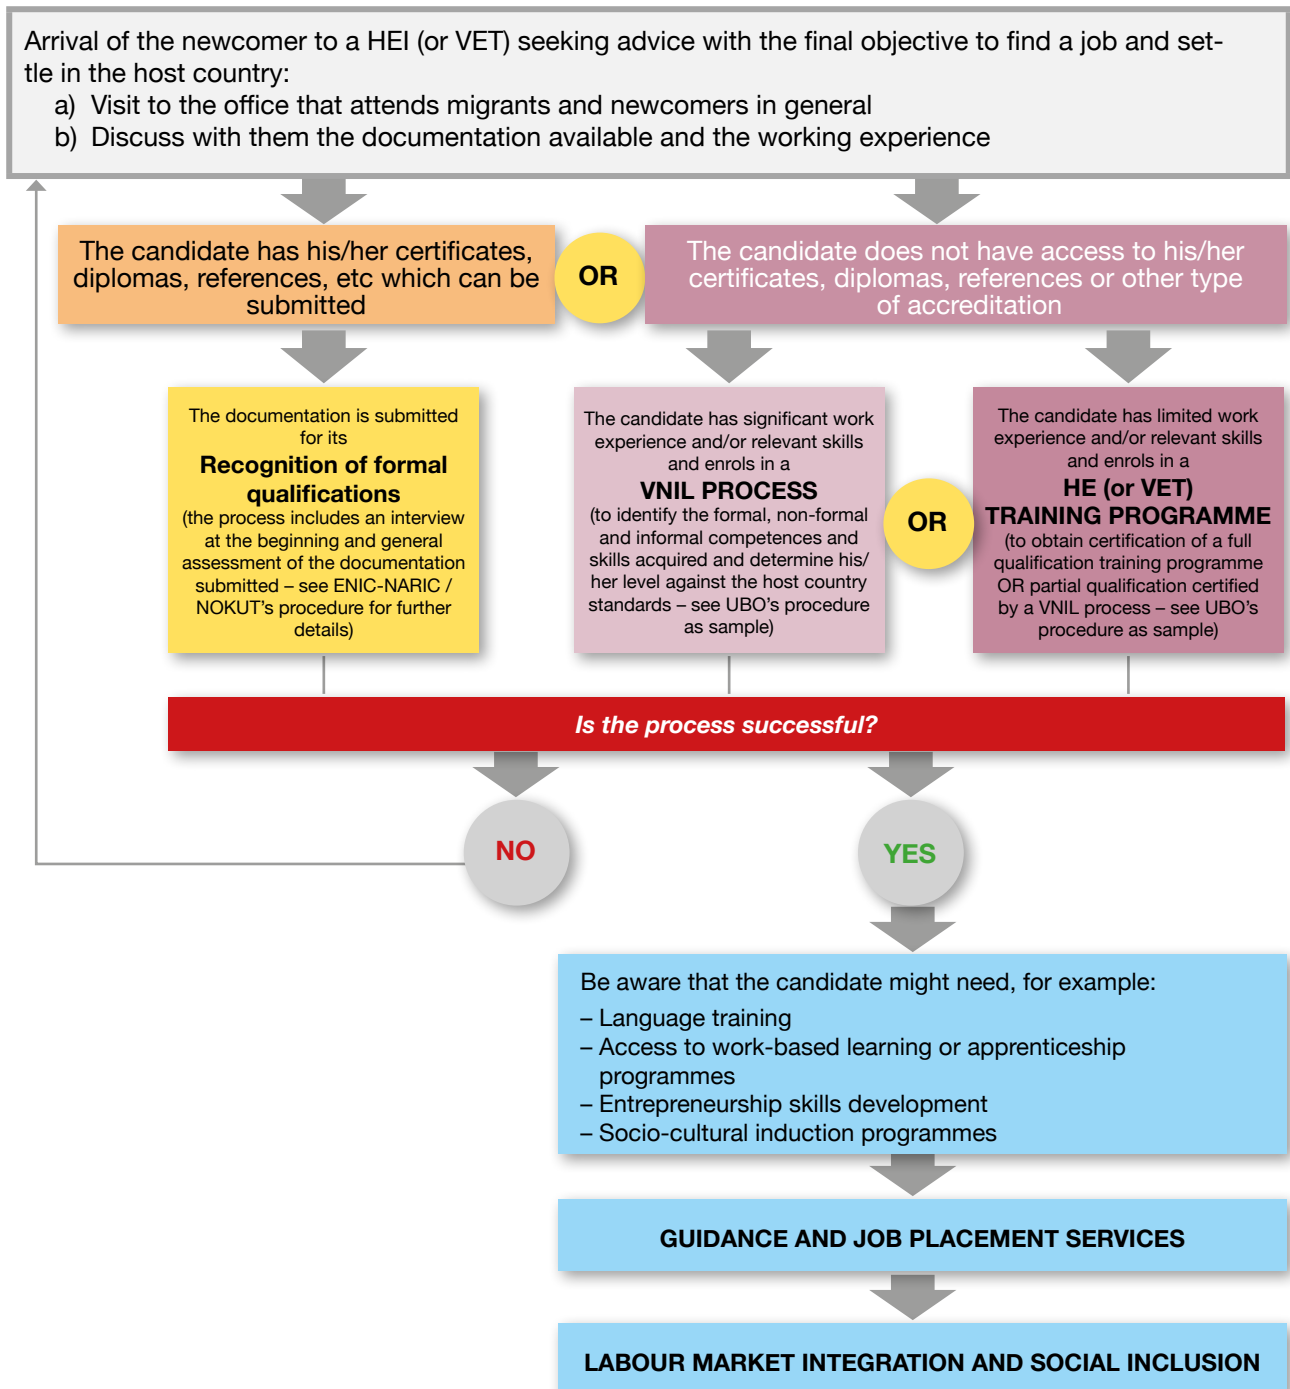 Arrival of the newcomer to a HEI (or VET) seeking advice with the final objective to find a job and set-
tle in the host country:
a) Visit to the office that attends migrants and newcomers in general
b) Discuss with them the documentation available and the working experience
The candidate has his/her certificates,
diplomas, references, etc which can be
submitted
OR
The candidate does not have access to his/her
certificates, diplomas, references or other type
of accreditation
The documentation is submitted
for its
Recognition of formal
qualifications
(the process includes an interview
at the beginning and general
assessment of the documentation
submitted – see ENIC-NARIC /
NOKUT’s procedure for further
details)
The candidate has significant work
experience and/or relevant skills
and enrols in a
VNIL PROCESS
(to identify the formal, non-formal
and informal competences and
skills acquired and determine his/
her level against the host country
standards – see UBO’s procedure
as sample)
OR
The candidate has limited work
experience and/or relevant skills
and enrols in a
HE (or VET)
TRAINING PROGRAMME
(to obtain certification of a full
qualification training programme
OR partial qualification certified
by a VNIL process – see UBO’s
procedure as sample)
Is the process successful?
NO
YES
Be aware that the candidate might need, for example:
– Language training
– Access to work-based learning or apprenticeship
programmes
– Entrepreneurship skills development
– Socio-cultural induction programmes
GUIDANCE AND JOB PLACEMENT SERVICES
LABOUR MARKET INTEGRATION AND SOCIAL INCLUSION